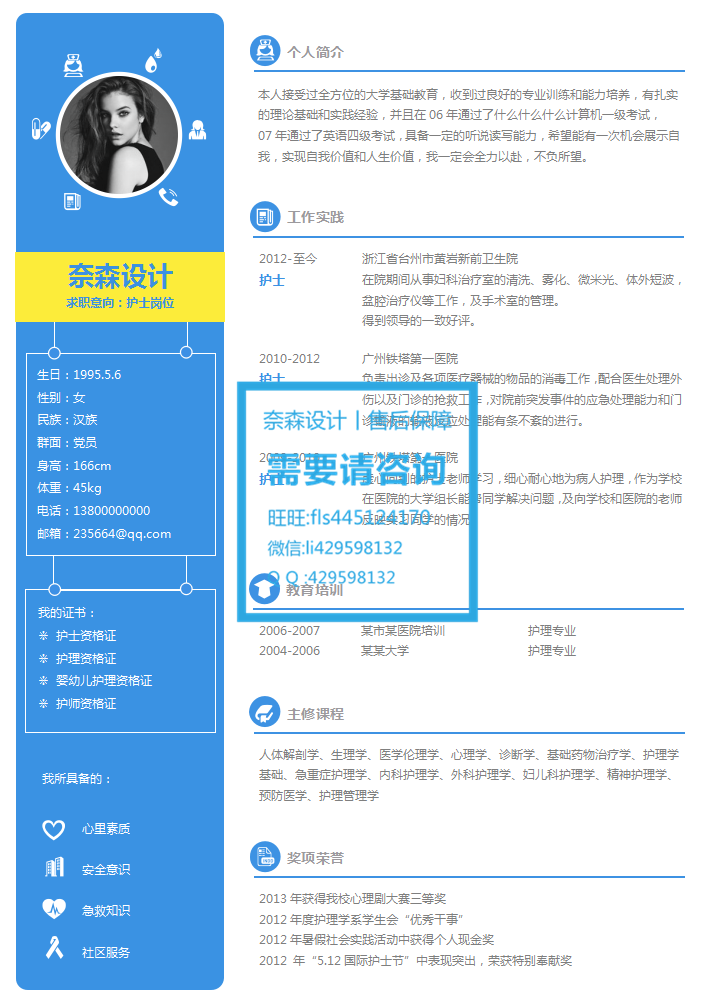 奈森设计
求职意向：护士岗位
生日：1995.5.6
性别：女
民族：汉族
群面：党员
身高：166cm
体重：45kg
电话：13800000000
邮箱：235664@qq.com
我的证书：
※ 护士资格证
※ 护理资格证
※ 婴幼儿护理资格证
※ 护师资格证
我所具备的：
心里素质
安全意识
急救知识
社区服务
个人简介
本人接受过全方位的大学基础教育，收到过良好的专业训练和能力培养，有扎实
的理论基础和实践经验，并且在 06 年通过了什么什么什么计算机一级考试，
07 年通过了英语四级考试，具备一定的听说读写能力，希望能有一次机会展示自
我，实现自我价值和人生价值，我一定会全力以赴，不负所望。
工作实践
2012-至今 浙江省台州市黄岩新前卫生院
护士 在院期间从事妇科治疗室的清洗、雾化、微米光、体外短波，
盆腔治疗仪等工作，及手术室的管理。
得到领导的一致好评。
2010-2012 广州铁塔第一医院
护士 负责出诊及各项医疗器械的物品的消毒工作，配合医生处理外
伤以及门诊的抢救工作，对院前突发事件的应急处理能力和门
处理能有条不紊的进行。
广州铁塔第一医院
老师学习，细心耐心地为病人护理，作为学校
在医院的大学组长能帮同学解决问题，及向学校和医院的老师
同学的情况
奈森设计丨售后保障
需要请咨询
旺旺:fls445124170
微信:li429598132
Q Q :429598132
教育培训
2006-2007 某市某医院培训 护理专业
2004-2006 某某大学 护理专业
主修课程
人体解剖学、生理学、医学伦理学、心理学、诊断学、基础药物治疗学、护理学
基础、急重症护理学、内科护理学、外科护理学、妇儿科护理学、精神护理学、
预防医学、护理管理学
奖项荣誉
2013 年获得我校心理剧大赛三等奖
2012 年度护理学系学生会“优秀干事”
2012 年暑假社会实践活动中获得个人现金奖
2012 年“5.12 国际护士节”中表现突出，荣获特别奉献奖